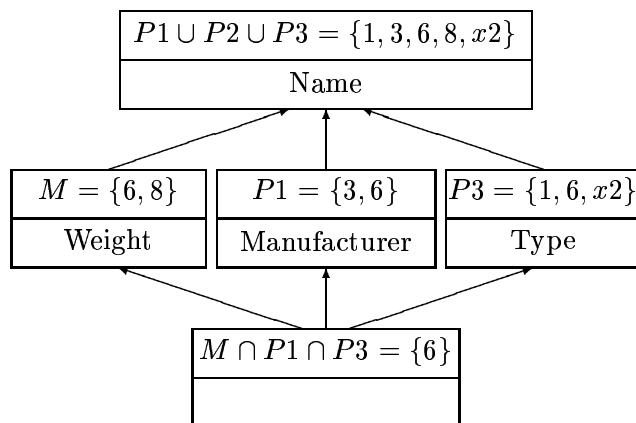 P1 ∪ P2 ∪ P3 = {1, 3, 6, 8, x2}
Name
M = {6, 8}
P1 = {3, 6}
P3 = {1, 6, x2}
Weight
Manufacturer
Type
M ∩ P1 ∩ P3 = {6}